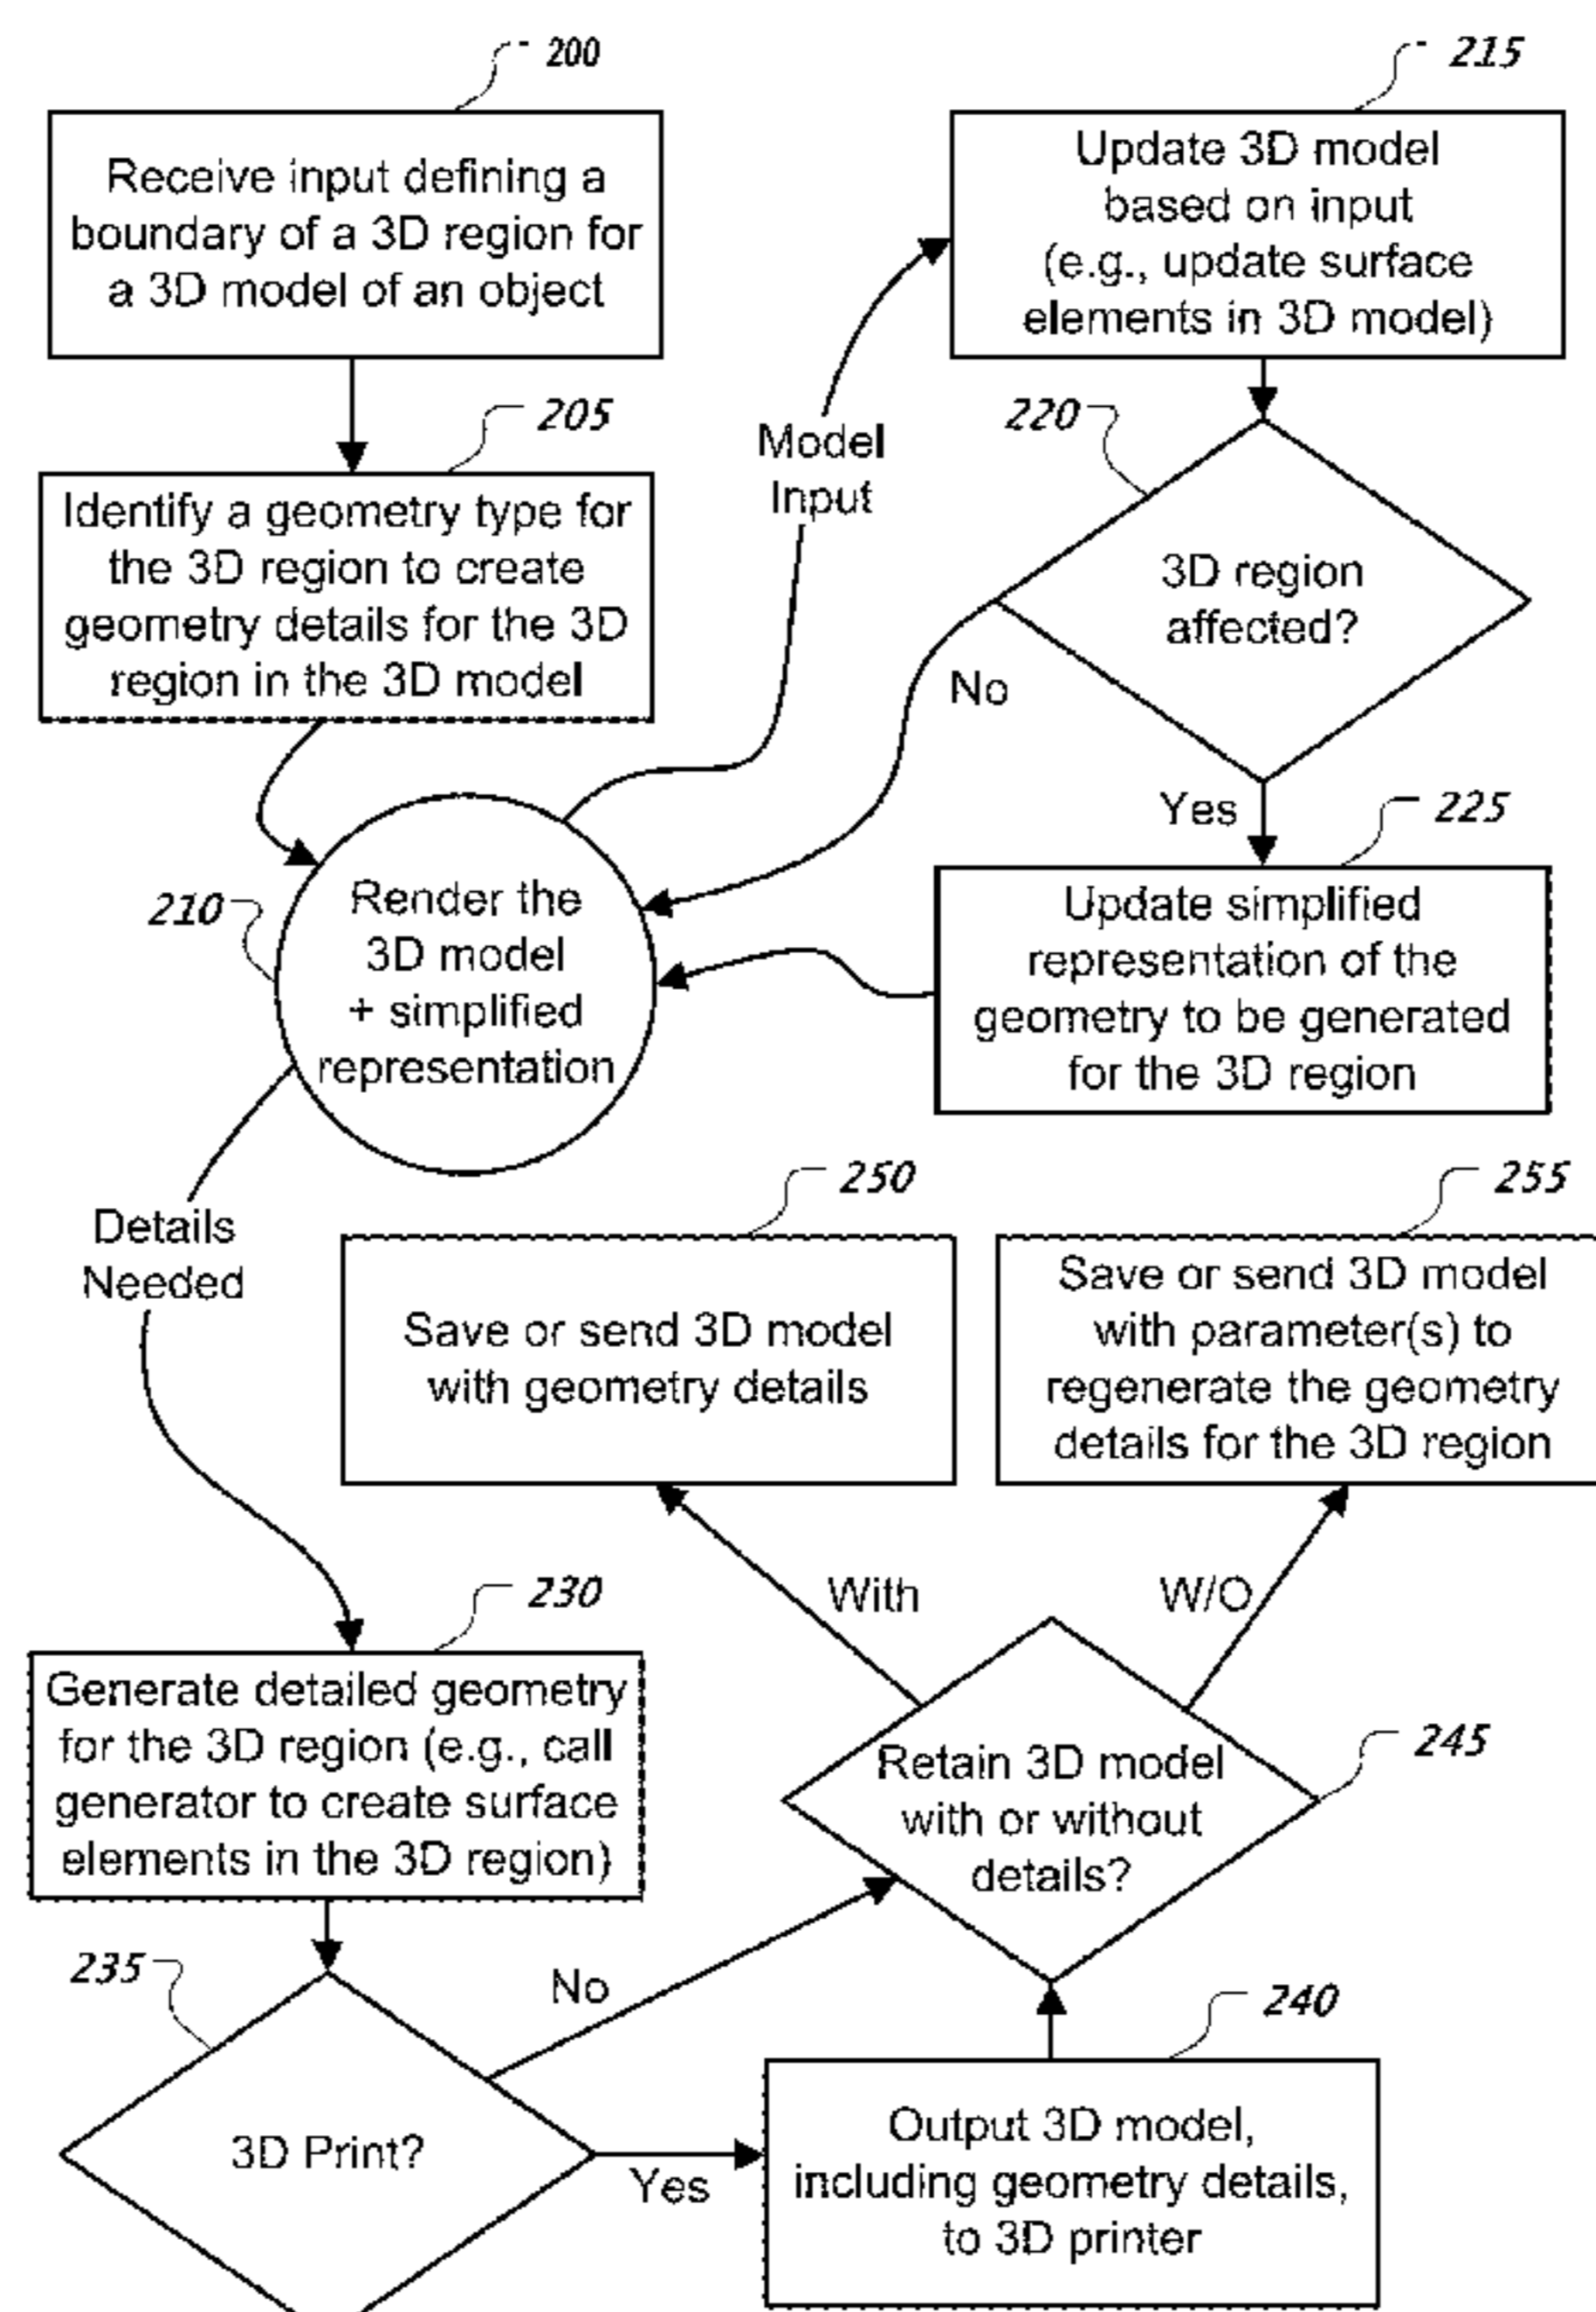 200
Receive input defining a
boundary of a 3D region for
a 3D model of an object
205
Identify a geometry type for
the 3D region to create
geometry details for the 3D
region in the 3D model
210
Render the
3D model
+ simplified
representation
Model
Input
215
Update 3D model
based on input
(e.g., update surface
elements in 3D model)
220
3D region
affected?
No
Yes
225
Update simplified
representation of the
geometry to be generated
for the 3D region
Details
Needed
230
Generate detailed geometry
for the 3D region (e.g., call
generator to create surface
elements in the 3D region)
235
3D Print?
No
Yes
240
Output 3D model,
including geometry details,
to 3D printer
245
Retain 3D model
with or without
details?
With
W/O
250
Save or send 3D model
with geometry details
255
Save or send 3D model
with parameter(s) to
regenerate the geometry
details for the 3D region